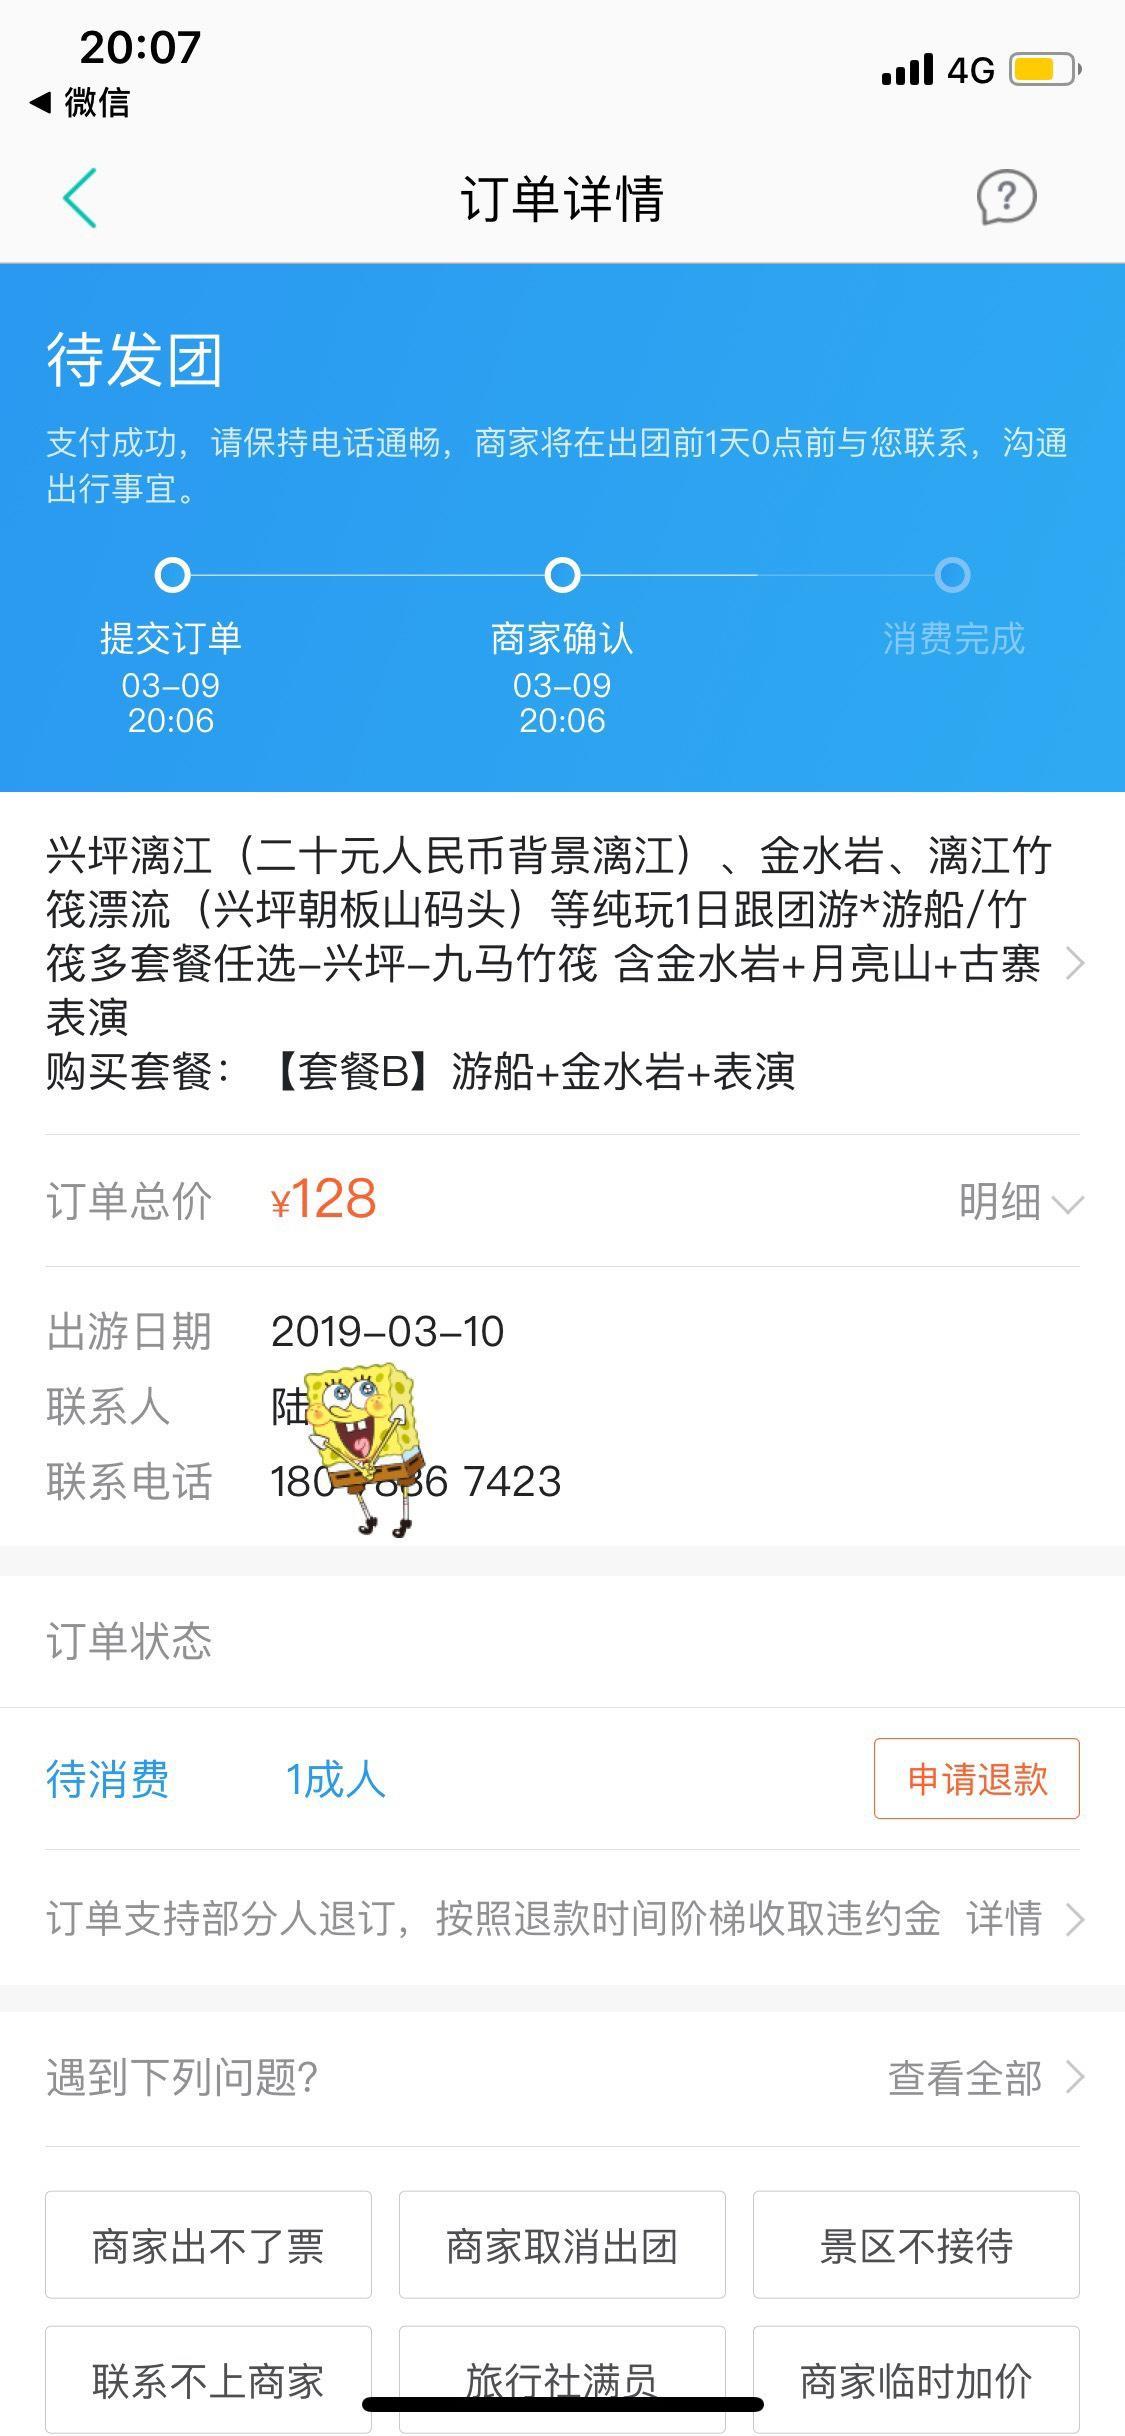 20:07
4G
微信
订单详情
待发团
支付成功，请保持电话通畅，商家将在出团前1天0点前与您联系，沟通
出行事宜。
提交订单
03-09
20:06
商家确认
03-09
20:06
消费完成
兴坪漓江（二十元人民币背景漓江）、金水岩、漓江竹
筏漂流（兴坪朝板山码头）等纯玩1日跟团游*游船/竹
筏多套餐任选-兴坪-九马竹筏 含金水岩+月亮山+古寨
表演
购买套餐：【套餐B】游船+金水岩+表演
订单总价 ¥128 明细
出游日期 2019-03-10
联系人 陆
联系电话 180 7423
订单状态
待消费 1成人 申请退款
订单支持部分人退订，按照退款时间阶梯收取违约金 详情
遇到下列问题? 查看全部
商家出不了票 商家取消出团 景区不接待
联系不上商家 旅行社满员 商家临时加价